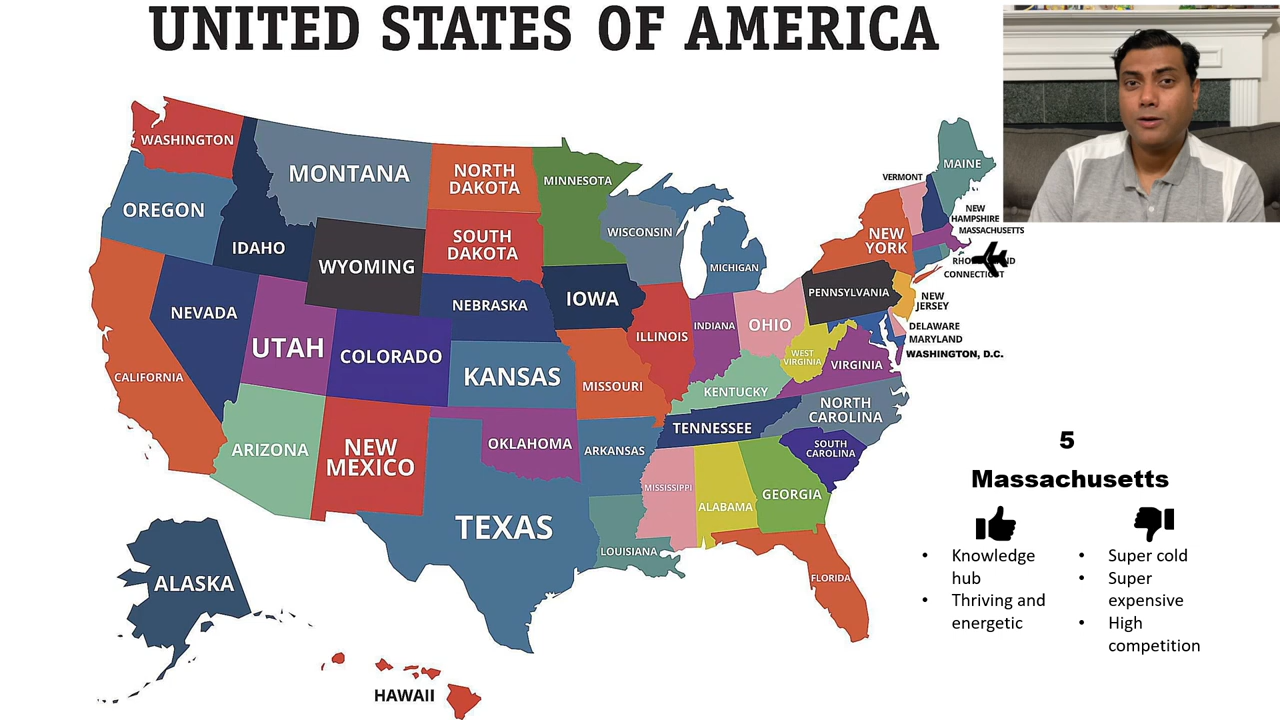 UNITED STATES OF AMERICA
WASHINGTON
MONTANA
NORTH
DAKOTA
MINNESOTA
MAINE
VERMONT
OREGON
IDAHO
WYOMING
SOUTH
DAKOTA
WISCONSIN
MICHIGAN
NEW
YORK
NEW
HAMPSHIRE
MASSACHUSETTS
CONNECTICUT
NEVADA
UTAH
COLORADO
NEBRASKA
IOWA
ILLINOIS
INDIANA
OHIO
PENNSYLVANIA
NEW
JERSEY
DELAWARE
MARYLAND
WASHINGTON, D.C.
CALIFORNIA
KANSAS
MISSOURI
KENTUCKY
WEST
VIRGINIA
VIRGINIA
ARIZONA
NEW
MEXICO
OKLAHOMA
ARKANSAS
TENNESSEE
NORTH
CAROLINA
SOUTH
CAROLINA
TEXAS
LOUISIANA
MISSISSIPPI
ALABAMA
GEORGIA
FLORIDA
ALASKA
HAWAII
5
Massachusetts
• Knowledge
hub
• Thriving and
energetic
• Super cold
• Super
expensive
• High
competition